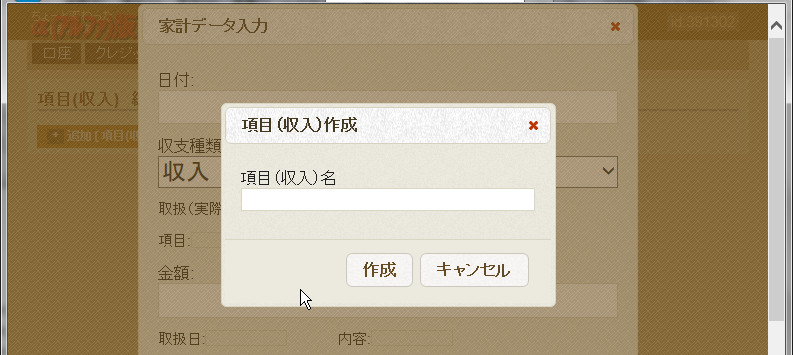 家計データ入力
id:391302
口座
日付:
項目(収入)
追加 [ 項目(収
収支種類
収入
取扱(実際
項目:
金額:
取扱日:
内容:
項目(収入)作成
項目(収入)名
作成 キャンセル